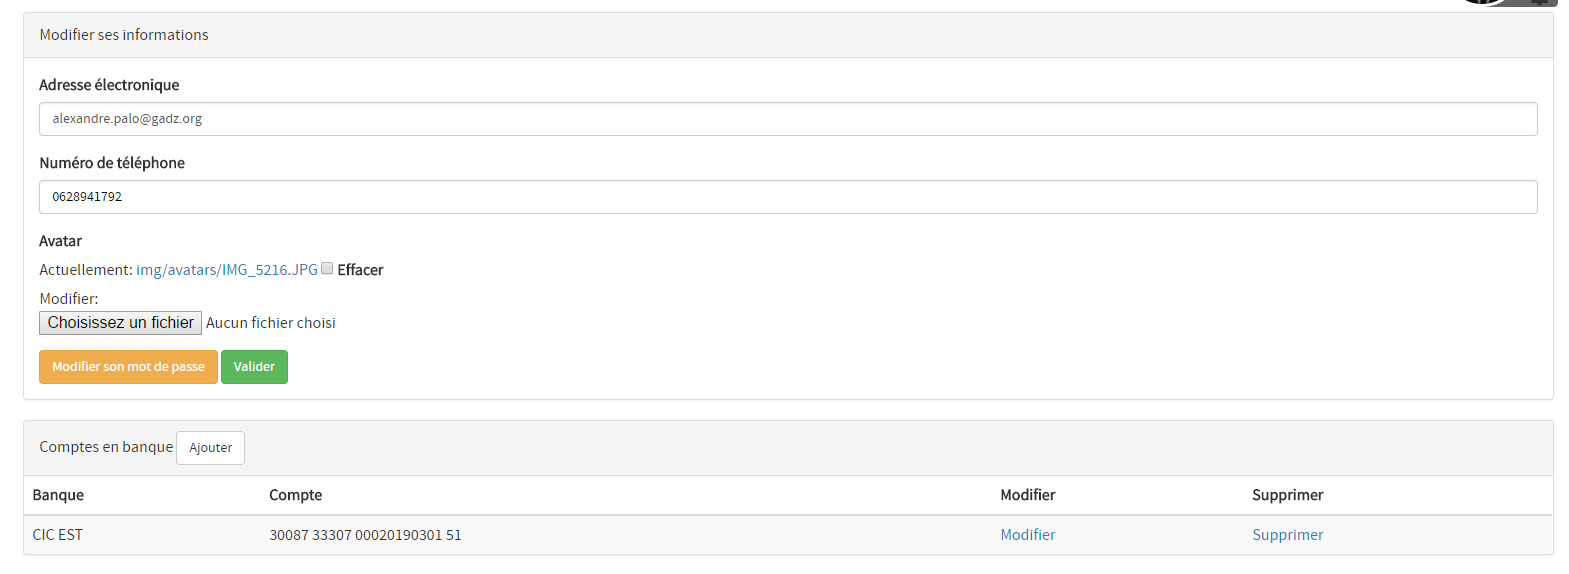 Modifier ses informations
Adresse électronique
alexandre.palo@gadz.org
Numéro de téléphone
0628941792
Avatar
Actuellement: img/avatars/IMG_5216.JPG Effacer
Modifier:
Choisissez un fichier Aucun fichier choisi
Modifier son mot de passe Valider
Comptes en banque Ajouter
Banque Compte Modifier Supprimer
CIC EST 30087 33307 00020190301 51 Modifier Supprimer